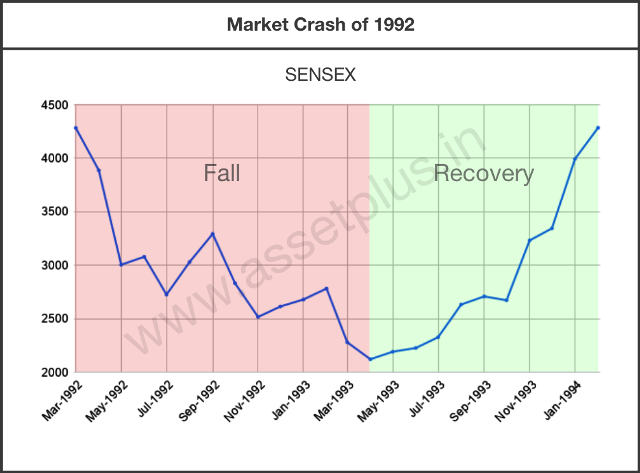 Market Crash of 1992
SENSEX
4500
4000
3500
3000
2500
2000
Fall
Recovery
www.assetplus.in
Mar-1992
May-1992
Jul-1992
Sep-1992
Nov-1992
Jan-1993
Mar-1993
May-1993
Jul-1993
Sep-1993
Nov-1993
Jan-1994